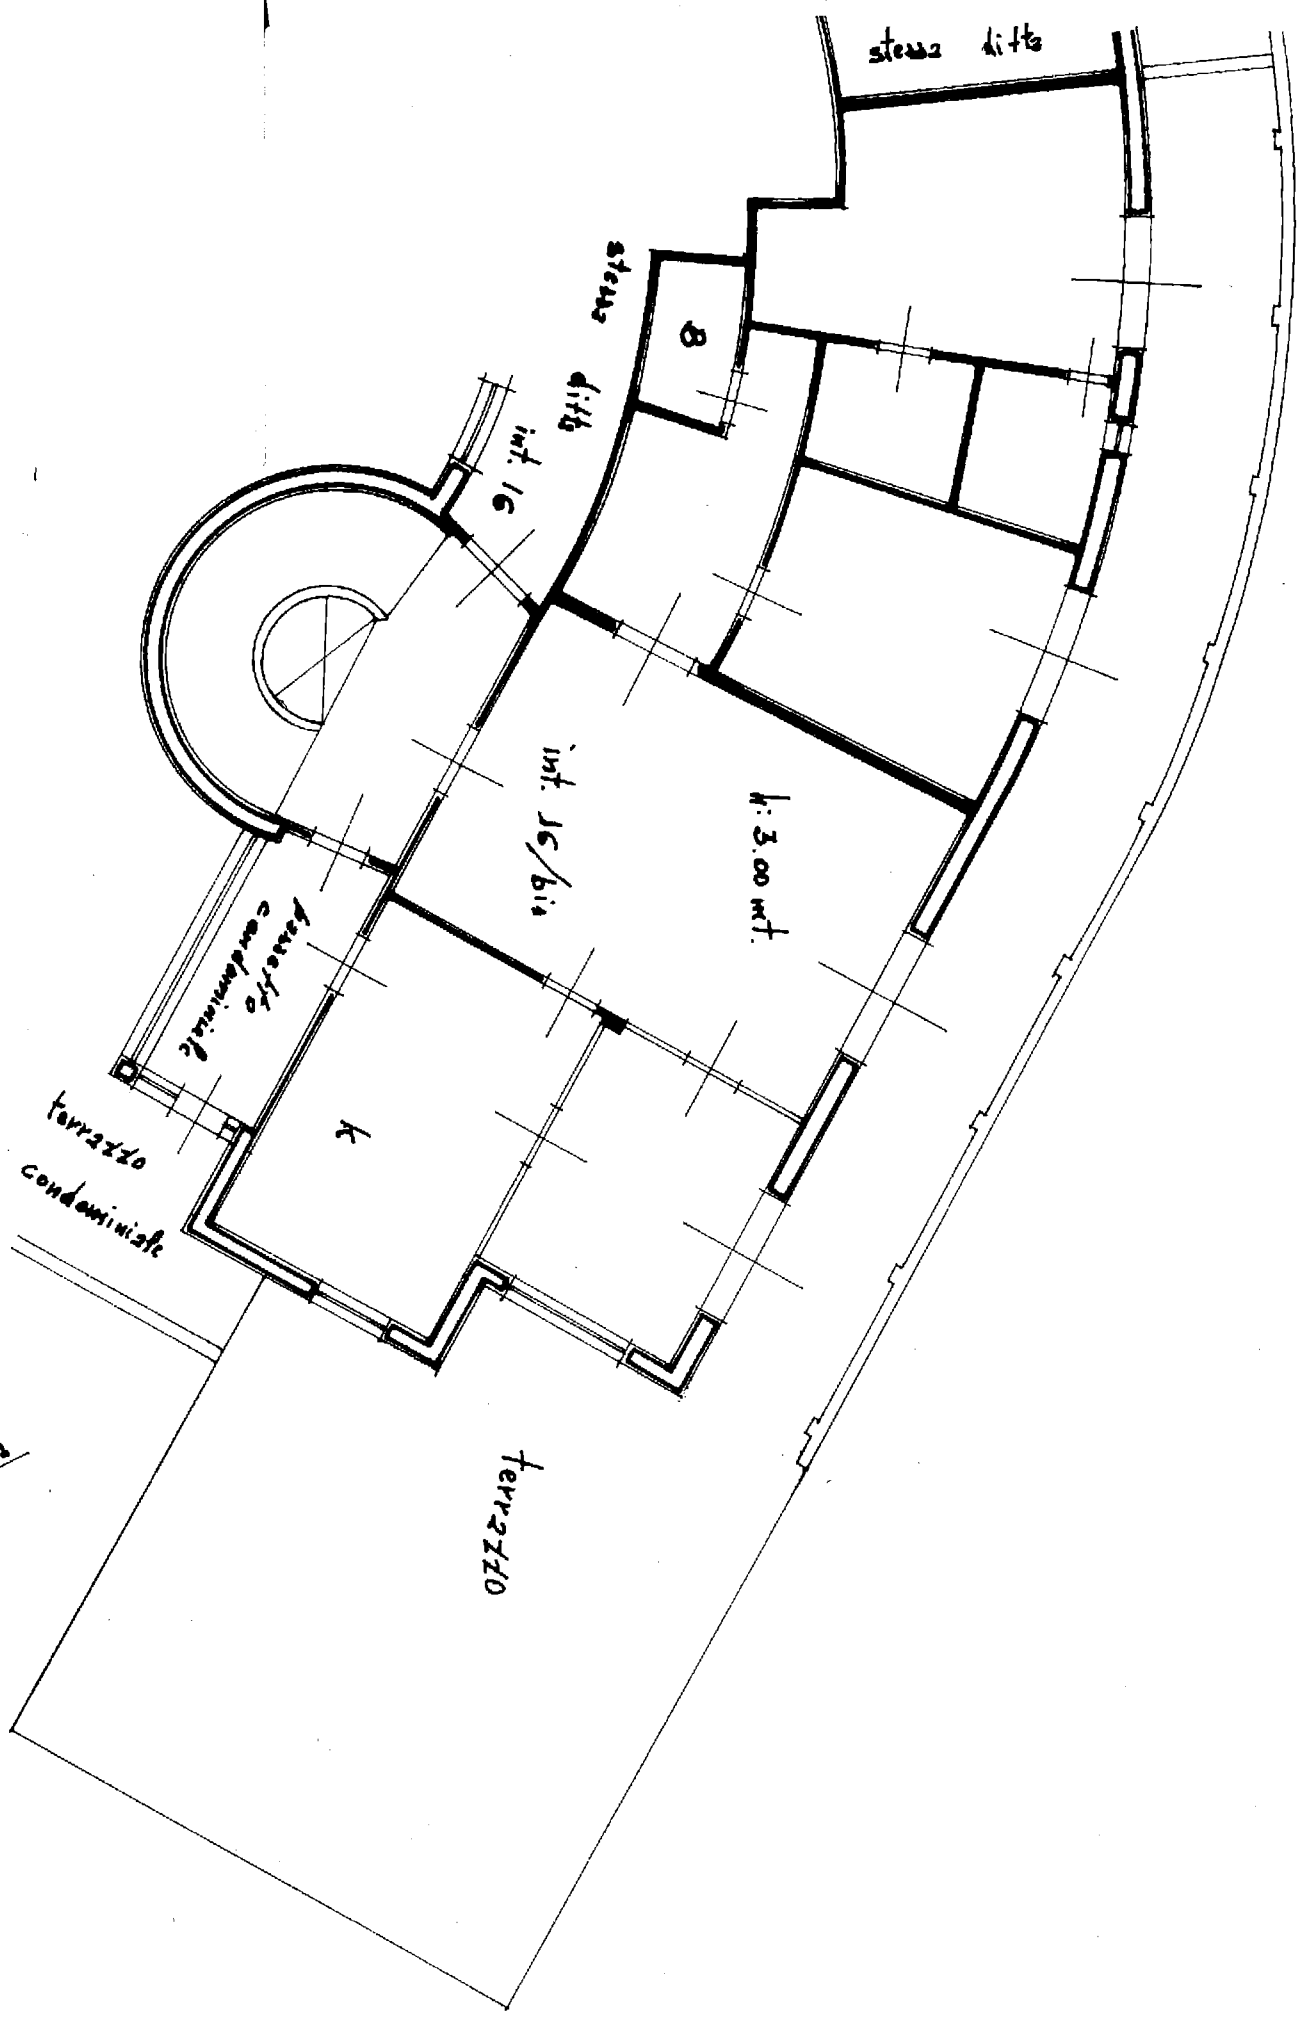 stessa ditta
stessa ditta
B
int. 16
int. 16/bis
h: 3.00 mt.
passetto
condominiale
K
terrazzo
condominiale
terrazzo